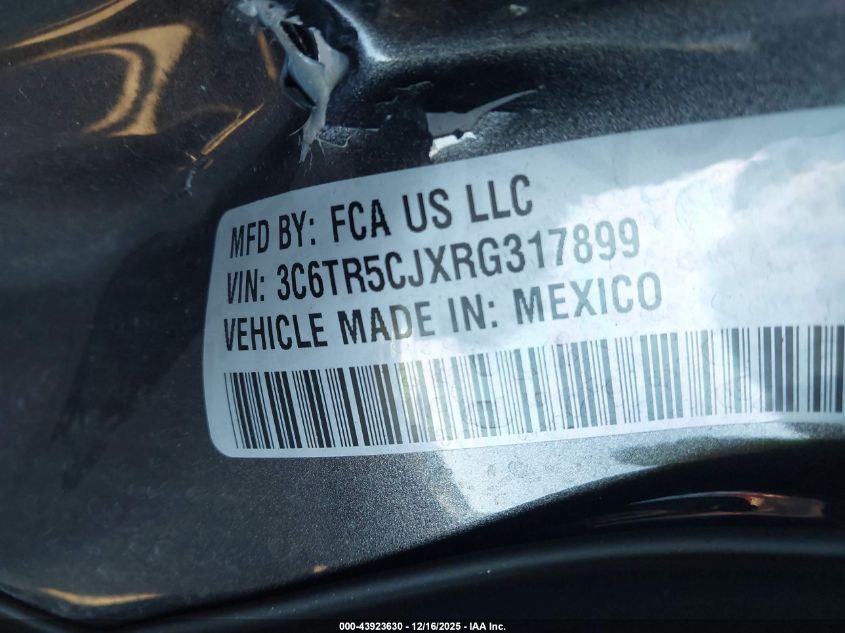 MFD BY: FCA US LLC
VIN: 3C6TR5CJXRG317899
VEHICLE MADE IN: MEXICO
000-43923630 - 12/16/2025 - IAA Inc.